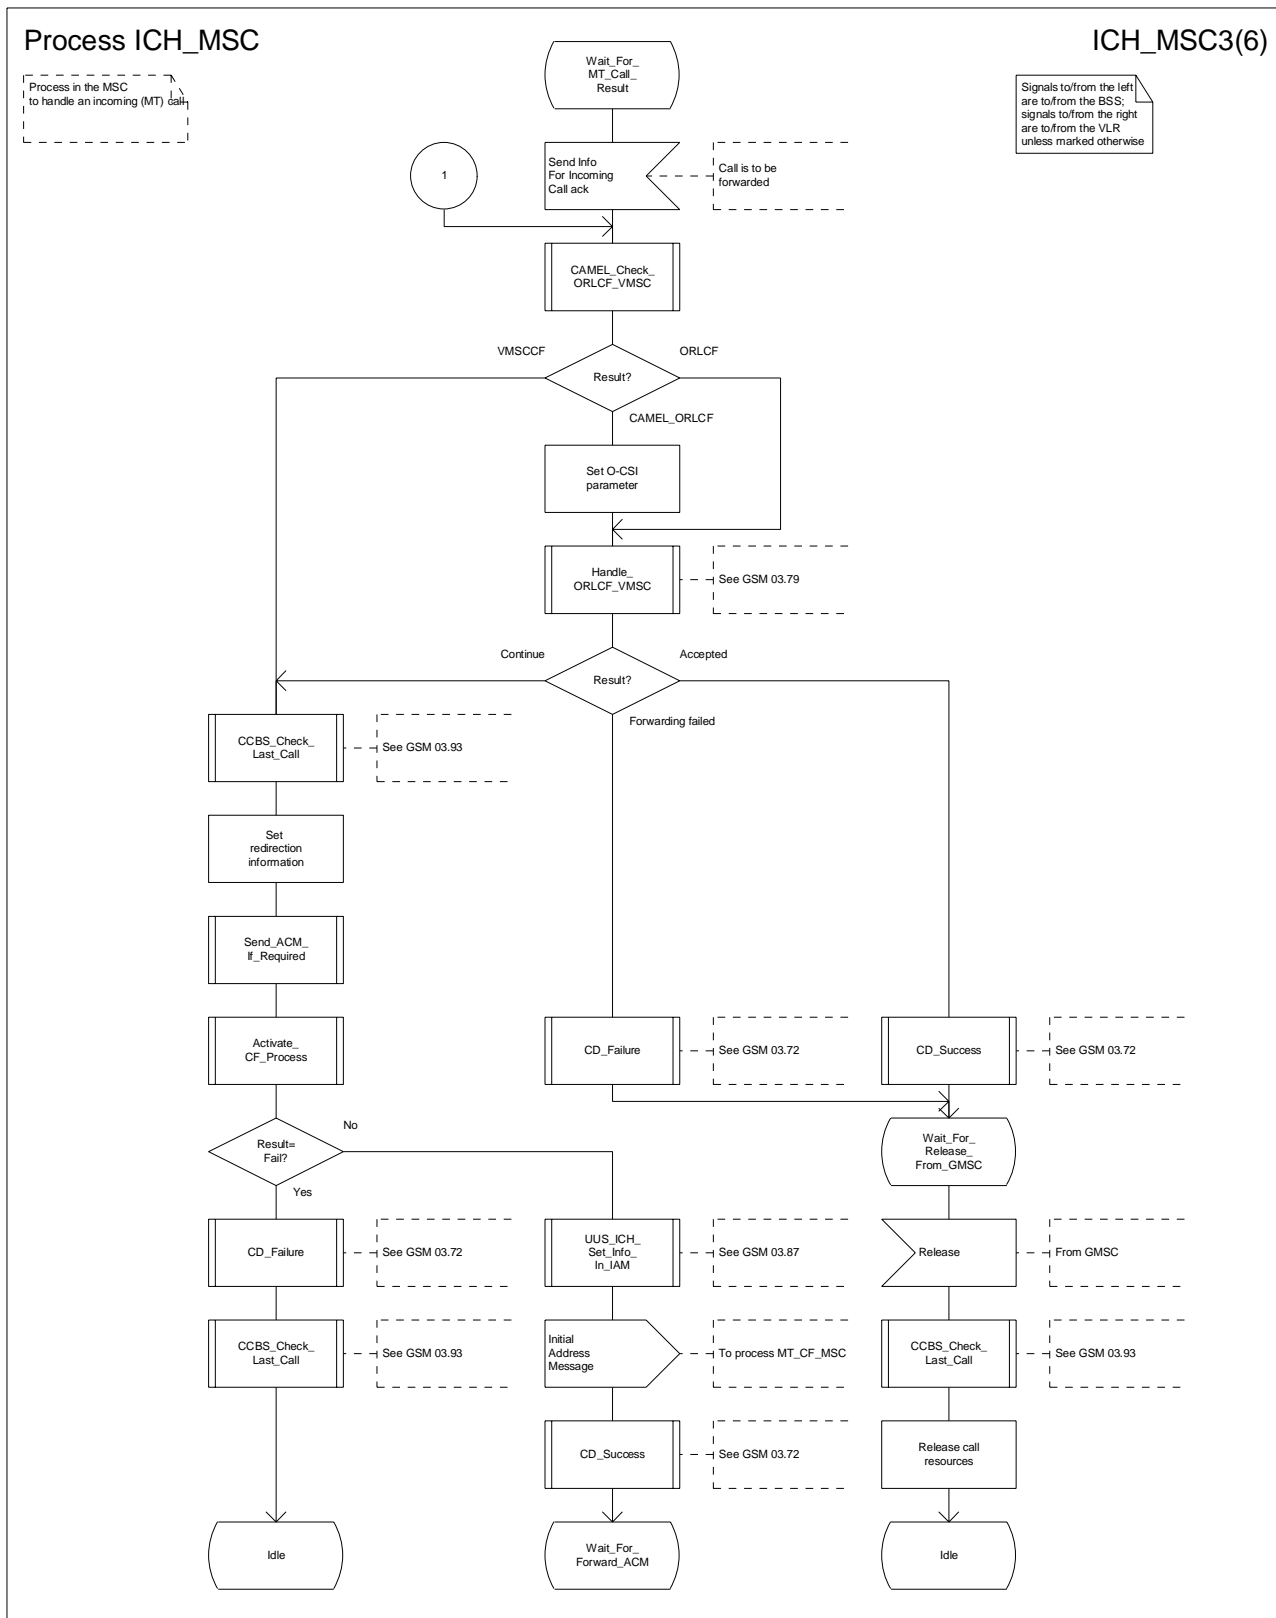 Process ICH_MSC
ICH_MSC3(6)
Process in the MSC
to handle an incoming (MT) call
Signals to/from the left
are to/from the BSS;
signals to/from the right
are to/from the VLR
unless marked otherwise
Wait_For_
MT_Call_
Result
1
Send Info
For Incoming
Call ack
Call is to be
forwarded
CAMEL_Check_
ORLCF_VMSC
VMSCCF
ORLCF
Result?
CAMEL_ORLCF
Set O-CSI
parameter
Handle_
ORLCF_VMSC
See GSM 03.79
Continue
Accepted
Result?
Forwarding failed
CCBS_Check_
Last_Call
See GSM 03.93
Set
redirection
information
Send_ACM_
If_Required
Activate_
CF_Process
CD_Failure
See GSM 03.72
CD_Success
See GSM 03.72
No
Result=
Fail?
Yes
Wait_For_
Release_
From_GMSC
CD_Failure
See GSM 03.72
UUS_ICH_
Set_Info_
In_IAM
See GSM 03.87
Release
From GMSC
CCBS_Check_
Last_Call
See GSM 03.93
Initial
Address
Message
To process MT_CF_MSC
CCBS_Check_
Last_Call
See GSM 03.93
CD_Success
See GSM 03.72
Release call
resources
Idle
Wait_For_
Forward_ACM
Idle